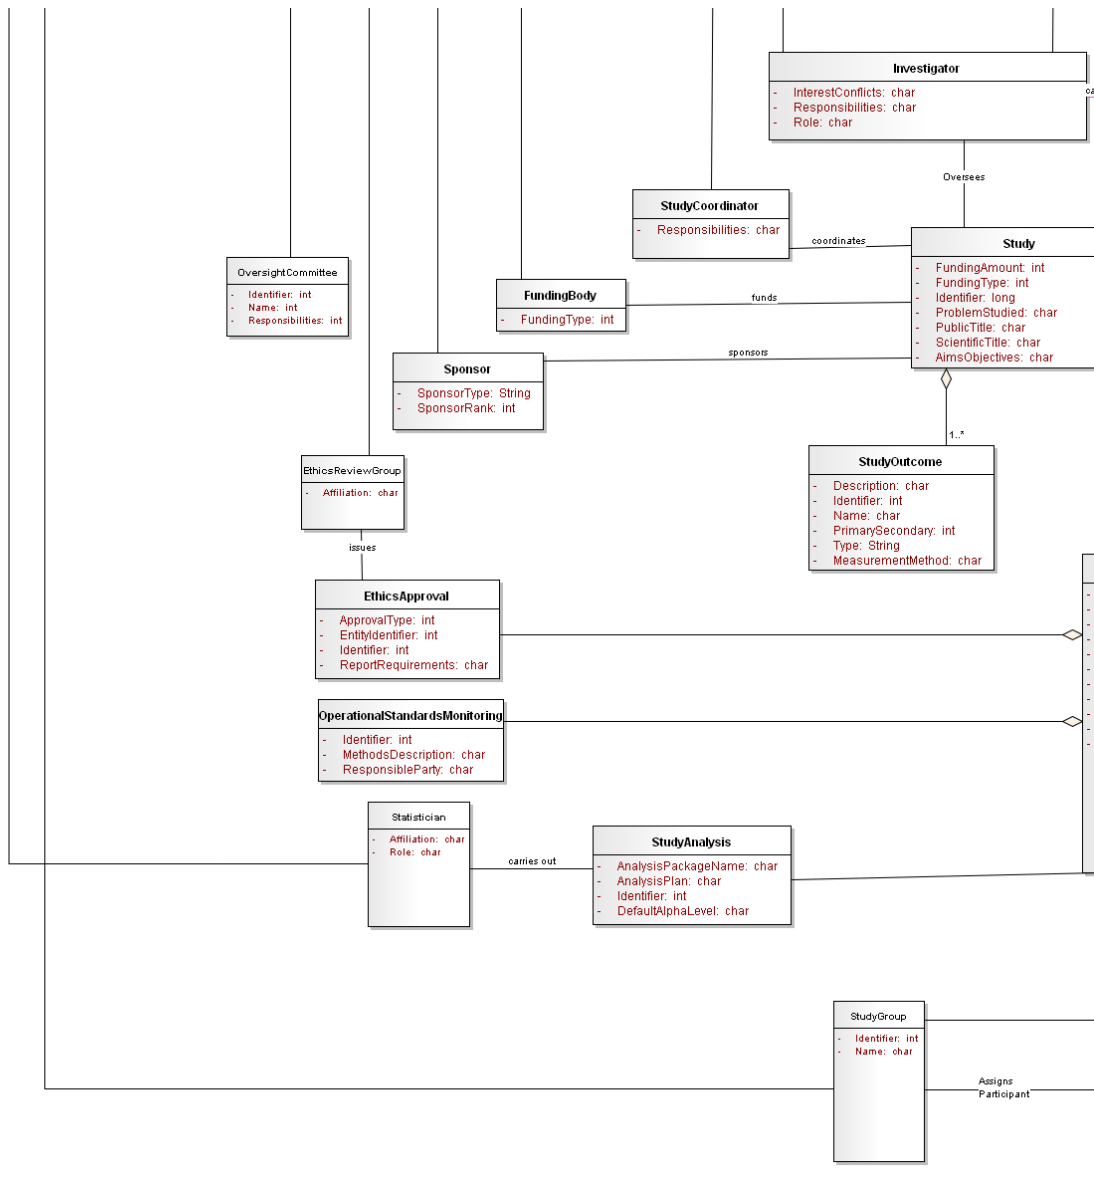 Investigator
- InterestConflicts: char
- Responsibilities: char
- Role: char
ca
Oversees
StudyCoordinator
- Responsibilities: char
coordinates
Study
- FundingAmount: int
- FundingType: int
- Identifier: long
- ProblemStudied: char
- PublicTitle: char
- ScientificTitle: char
- AimsObjectives: char
OversightCommittee
- Identifier: int
- Name: int
- Responsibilities: int
FundingBody
- FundingType: int
funds
Sponsor
- SponsorType: String
- SponsorRank: int
sponsors
1..*
StudyOutcome
- Description: char
- Identifier: int
- Name: char
- PrimarySecondary: int
- Type: String
- MeasurementMethod: char
EthicsReviewGroup
- Affiliation: char
issues
EthicsApproval
- ApprovalType: int
- EntityIdentifier: int
- Identifier: int
- ReportRequirements: char
OperationalStandardsMonitoring
- Identifier: int
- MethodsDescription: char
- ResponsibleParty: char
Statistician
- Affiliation: char
- Role: char
carries out
StudyAnalysis
- AnalysisPackageName: char
- AnalysisPlan: char
- Identifier: int
- DefaultAlphaLevel: char
StudyGroup
- Identifier: int
- Name: char
Assigns
Participant